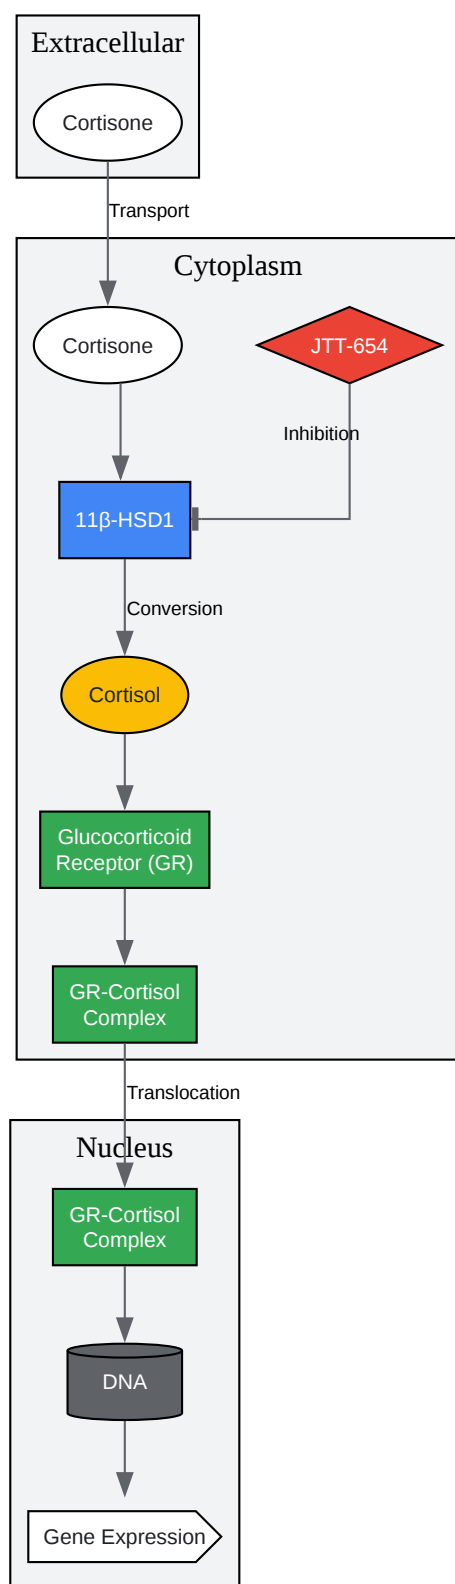 Extracellular
Cortisone
Transport
Cytoplasm
Cortisone
JTT-654
Inhibition
11β-HSD1
Conversion
Cortisol
Glucocorticoid
Receptor (GR)
GR-Cortisol
Complex
Translocation
Nucleus
GR-Cortisol
Complex
DNA
Gene Expression